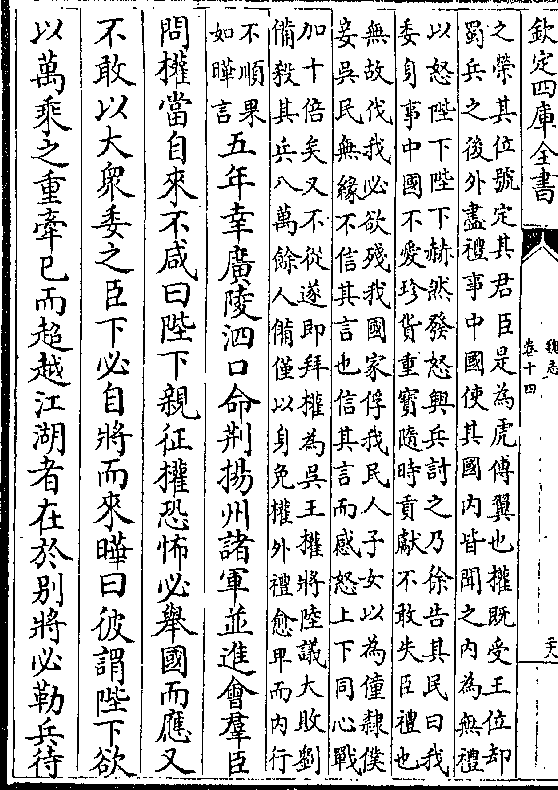 欽定四庫全書
魏志
卷十四
之榮其位號定其君臣是為虎傅翼也權既受王位却
蜀兵之後外盡禮事中國使其國内皆聞之内為無禮
以怒陛下陛下赫然發怒興兵討之乃徐告其民曰我
委身事中國不愛珍貨重寶隨時貢獻不敢失臣禮也
無故伐我必欲殘我國家俘我民人子女以為僮隸僕
妾吳民無緣不信其言也信其言而感怒上下同心戰
加十倍矣又不從遂即拜權為吳王權將陸議大敗劉
備殺其兵八萬餘人備僅以身免權外禮愈卑而内行
不順果
如曄言
五年幸廣陵泗口命荆揚州諸軍並進會羣臣
問權當自來不咸曰陛下親征權恐怖必舉國而應又
不敢以大衆委之臣下必自將而來曄曰彼謂陛下欲
以萬乘之重牽已而超越江湖者在於别將必勒兵待